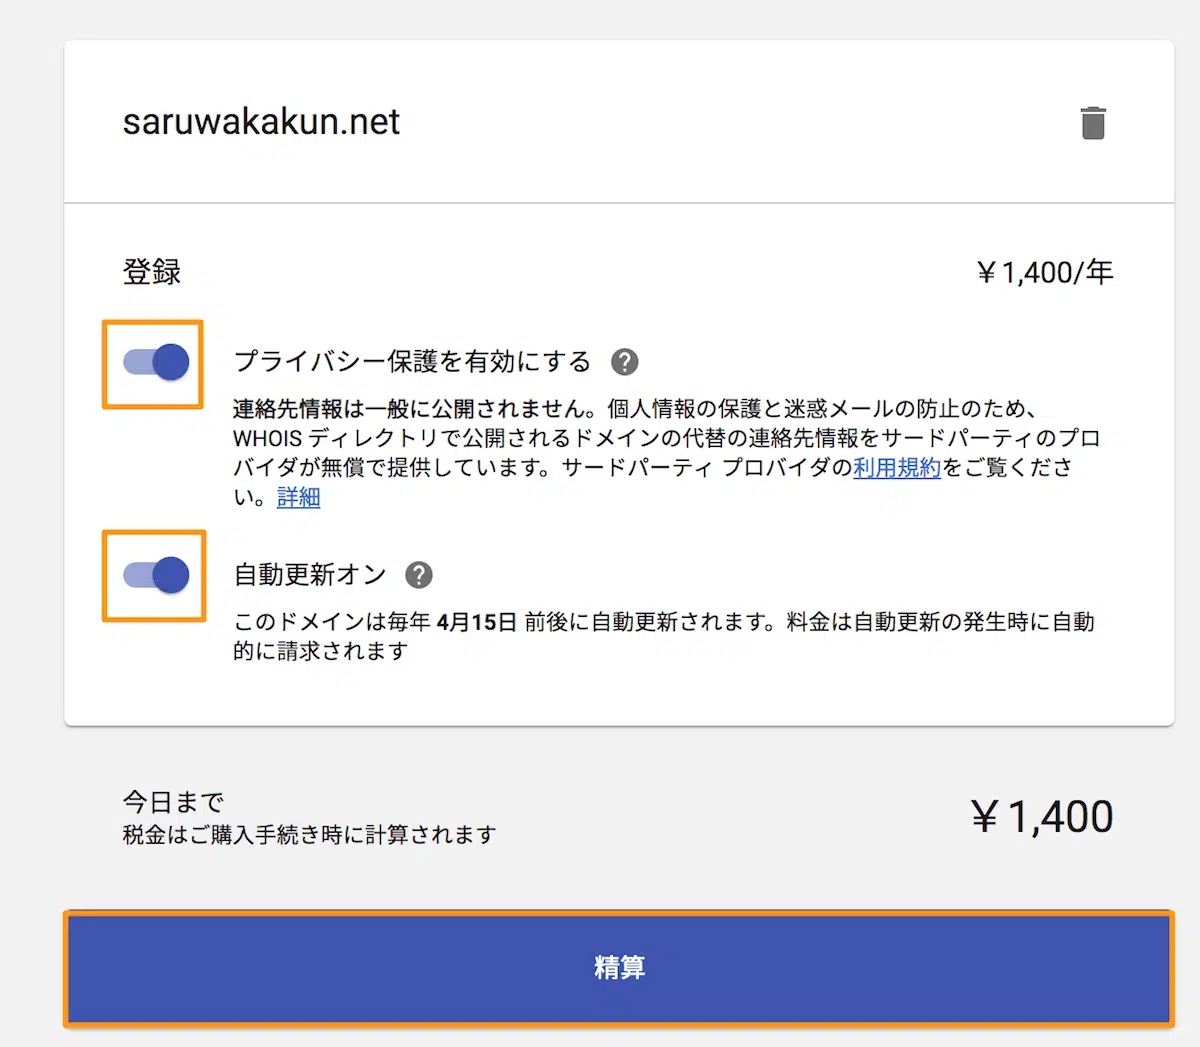 saruwakakun.net
登録
¥1,400/年
プライバシー保護を有効にする ?
連絡先情報は一般に公開されません。個人情報の保護と迷惑メールの防止のため、
WHOIS ディレクトリで公開されるドメインの代替の連絡先情報をサードパーティのプロ
バイダが無償で提供しています。サードパーティ プロバイダの利用規約をご覧くださ
い。詳細
自動更新オン ?
このドメインは毎年 4月15日 前後に自動更新されます。料金は自動更新の発生時に自動
的に請求されます
今日まで
税金はご購入手続き時に計算されます
¥1,400
精算